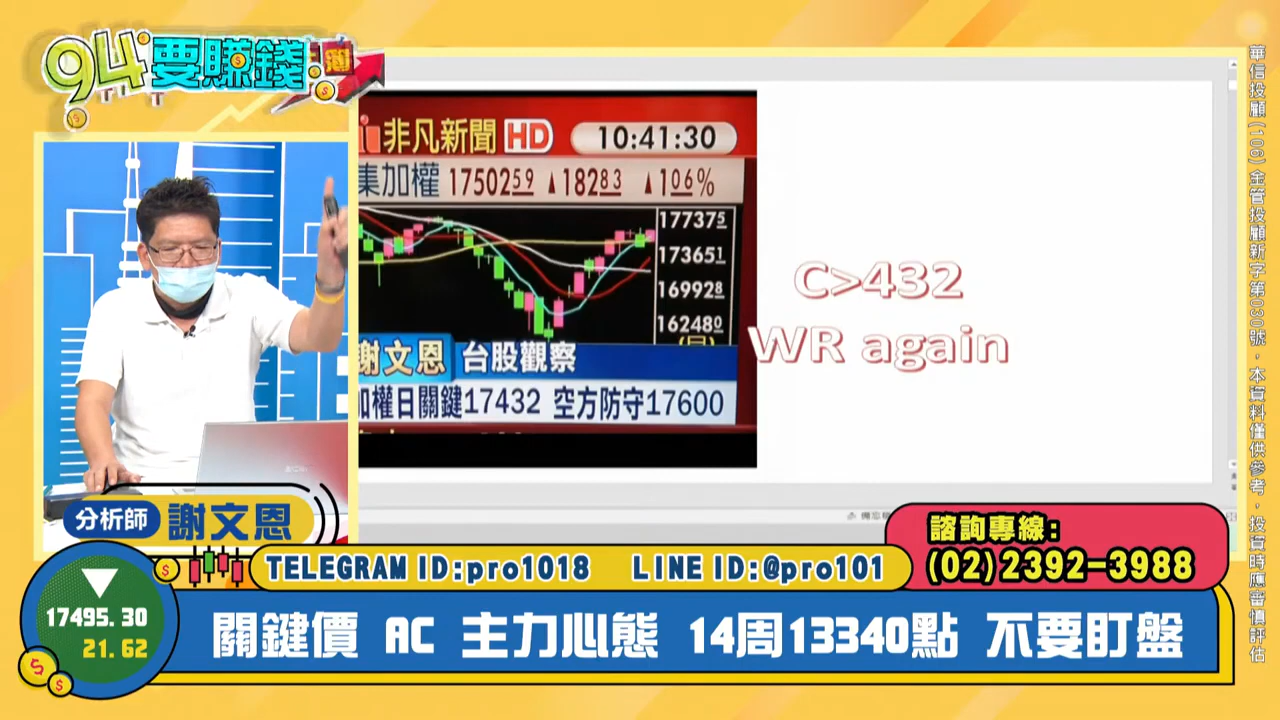 94要賺錢
非凡新聞 HD 10:41:30
集加權 17502.59 ▲182.83 ▲1.06%
17737.5
17365.1
16992.8
16248.0
(日)
謝文恩 台股觀察
加權日關鍵17432 空方防守17600
C>432
WR again
分析師 謝文恩
TELEGRAM ID:pro1018 LINE ID:@pro101
諮詢專線:
(02)2392-3988
▼
17495.30
21.62
關鍵價 AC 主力心態 14周13340點 不要盯盤
華信投顧(106)金管投顧新字第030號，本資料僅供參考，投資時應審慎評估